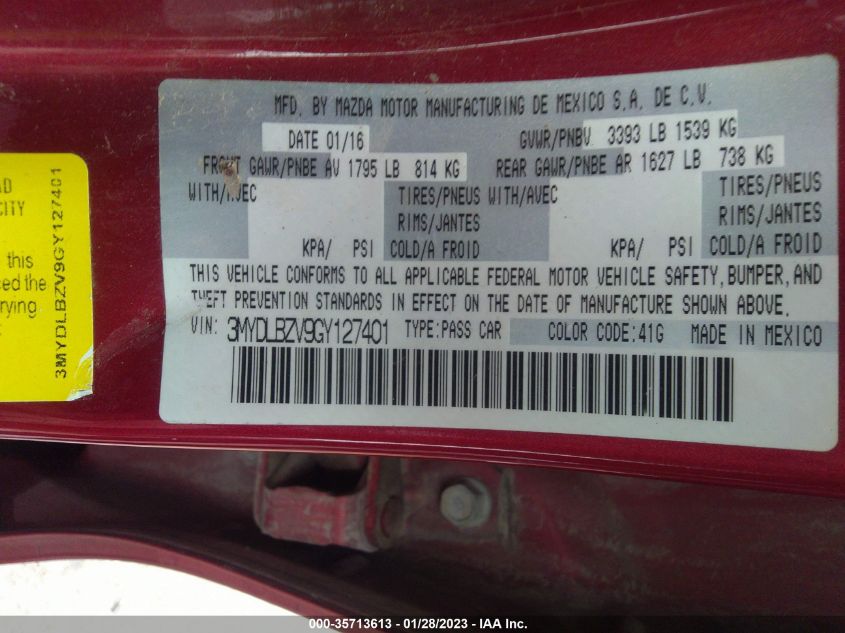 MFD. BY MAZDA MOTOR MANUFACTURING DE MEXICO S.A. DE C.V.
DATE 01/16 GVWR/PNBV 3393 LB 1539 KG
FRONT GAWR/PNBE AV 1795 LB 814 KG REAR GAWR/PNBE AR 1627 LB 738 KG
WITH/AVEC TIRES/PNEUS WITH/AVEC TIRES/PNEUS
RIMS/JANTES RIMS/JANTES
KPA/ PSI COLD/A FROID KPA/ PSI COLD/A FROID
THIS VEHICLE CONFORMS TO ALL APPLICABLE FEDERAL MOTOR VEHICLE SAFETY, BUMPER, AND
THEFT PREVENTION STANDARDS IN EFFECT ON THE DATE OF MANUFACTURE SHOWN ABOVE.
VIN: 3MYDLBZV9GY127401 TYPE:PASS CAR COLOR CODE:41G MADE IN MEXICO
this
the
3MYDLBZV9GY127401
000-35713613 - 01/28/2023 - IAA Inc.